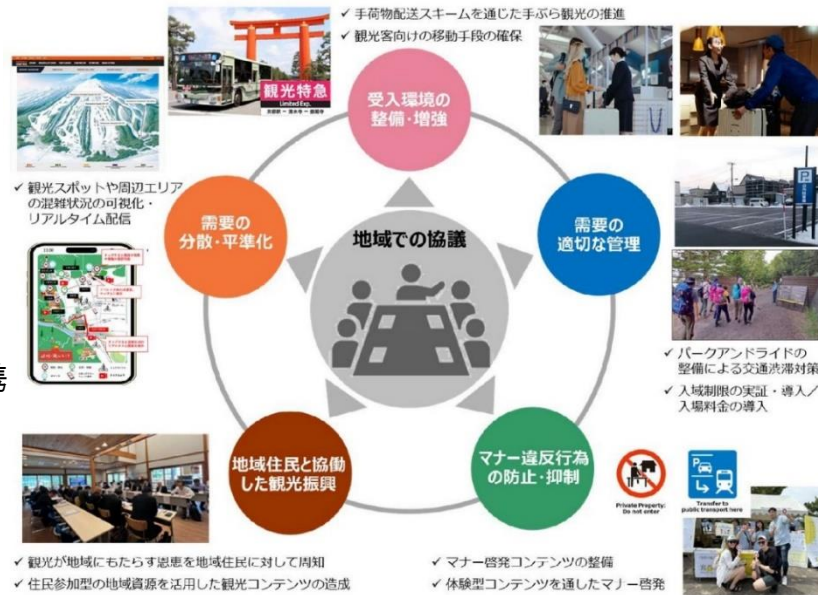 ✓ 手荷物配送スキームを通じた手ぶら観光の推進
✓ 観光客向けの移動手段の確保
観光特急
Limited Exp.
受入環境の
整備・増強
✓ 観光スポットや周辺エリア
の混雑状況の可視化・
リアルタイム配信
需要の
分散・平準化
地域での協議
需要の
適切な管理
P
✓ パークアンドライドの
整備による交通渋滞対策
✓ 入域制限の実証・導入/
入場料金の導入
地域住民と協働
した観光振興
マナー違反行為
の防止・抑制
Private Property:
Do not enter
P
Transfer to
public transport here
✓ 観光が地域にもたらす恩恵を地域住民に対して周知
✓ 住民参加型の地域資源を活用した観光コンテンツの造成
✓ マナー啓発コンテンツの整備
✓ 体験型コンテンツを通したマナー啓発